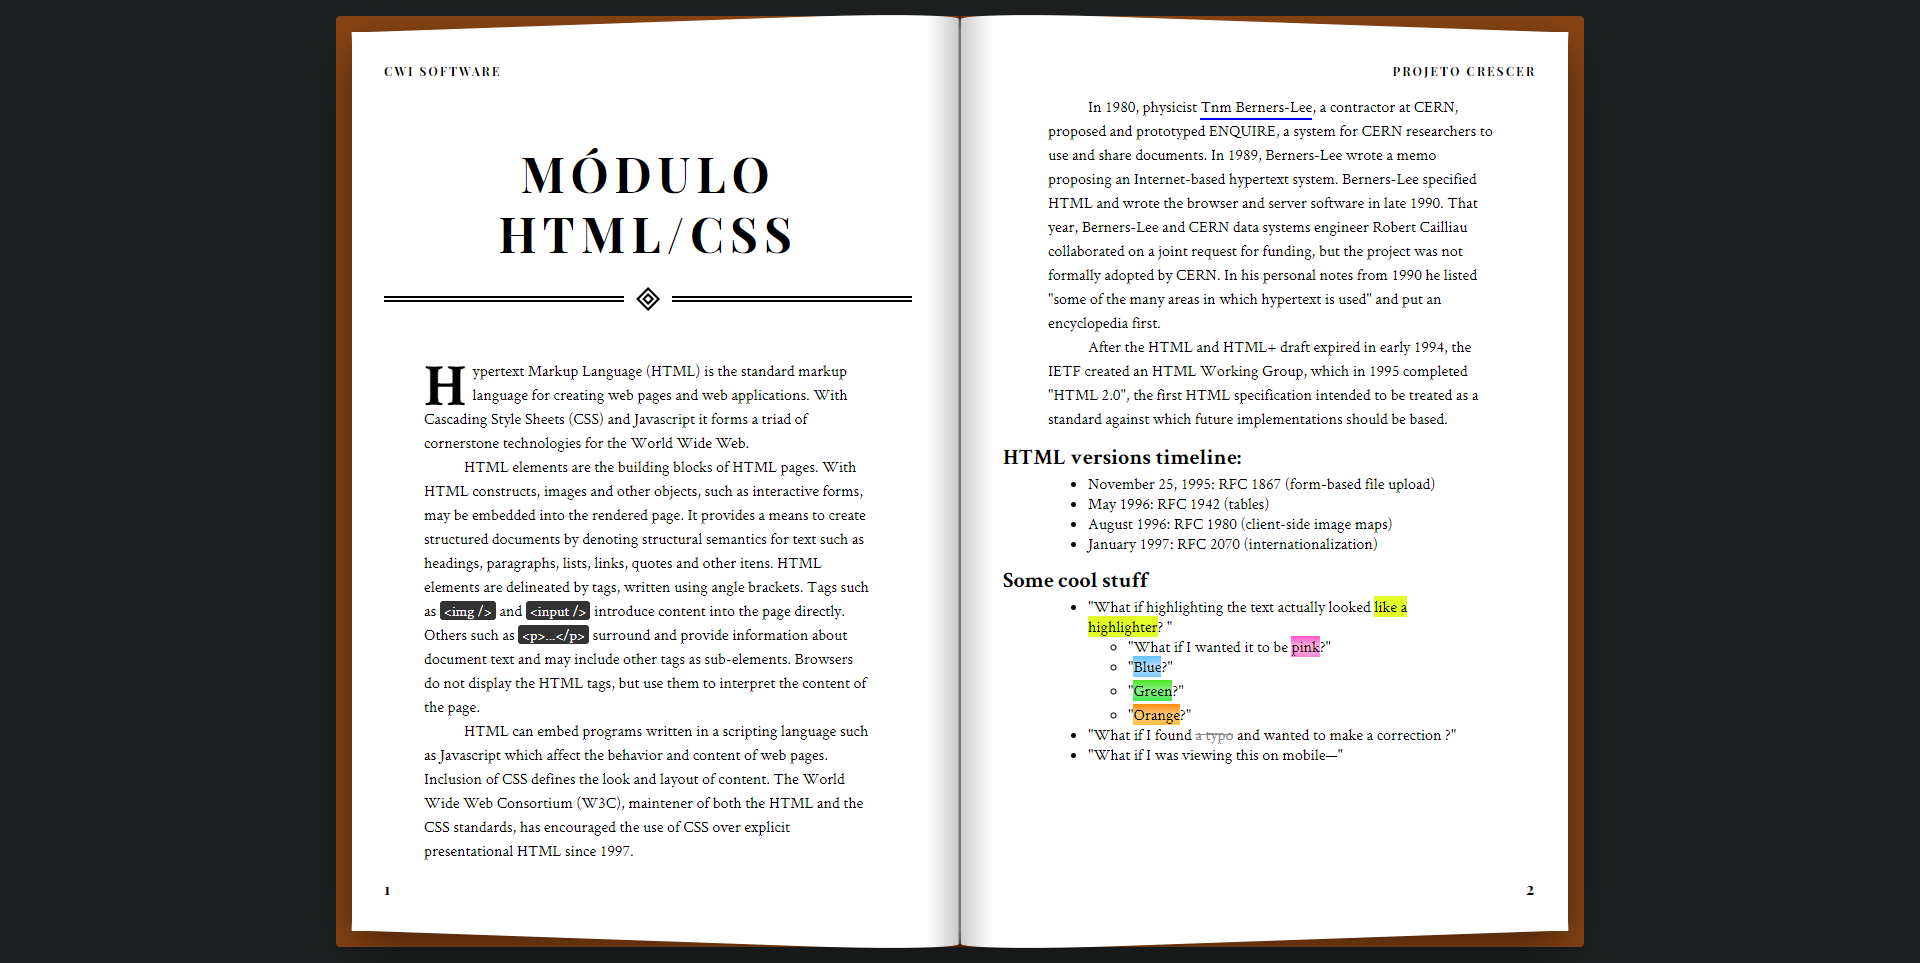 CWI SOFTWARE
MÓDULO
HTML/CSS
Hypertext Markup Language (HTML) is the standard markup
language for creating web pages and web applications. With
Cascading Style Sheets (CSS) and Javascript it forms a triad of
cornerstone technologies for the World Wide Web.
HTML elements are the building blocks of HTML pages. With
HTML constructs, images and other objects, such as interactive forms,
may be embedded into the rendered page. It provides a means to create
structured documents by denoting structural semantics for text such as
headings, paragraphs, lists, links, quotes and other itens. HTML
elements are delineated by tags, written using angle brackets. Tags such
as <img /> and <input /> introduce content into the page directly.
Others such as <p>...</p> surround and provide information about
document text and may include other tags as sub-elements. Browsers
do not display the HTML tags, but use them to interpret the content of
the page.
HTML can embed programs written in a scripting language such
as Javascript which affect the behavior and content of web pages.
Inclusion of CSS defines the look and layout of content. The World
Wide Web Consortium (W3C), maintener of both the HTML and the
CSS standards, has encouraged the use of CSS over explicit
presentational HTML since 1997.
1
PROJETO CRESCER
In 1980, physicist Tnm Berners-Lee, a contractor at CERN,
proposed and prototyped ENQUIRE, a system for CERN researchers to
use and share documents. In 1989, Berners-Lee wrote a memo
proposing an Internet-based hypertext system. Berners-Lee specified
HTML and wrote the browser and server software in late 1990. That
year, Berners-Lee and CERN data systems engineer Robert Cailliau
collaborated on a joint request for funding, but the project was not
formally adopted by CERN. In his personal notes from 1990 he listed
"some of the many areas in which hypertext is used" and put an
encyclopedia first.
After the HTML and HTML+ draft expired in early 1994, the
IETF created an HTML Working Group, which in 1995 completed
"HTML 2.0", the first HTML specification intended to be treated as a
standard against which future implementations should be based.
HTML versions timeline:
• November 25, 1995: RFC 1867 (form-based file upload)
• May 1996: RFC 1942 (tables)
• August 1996: RFC 1980 (client-side image maps)
• January 1997: RFC 2070 (internationalization)
Some cool stuff
• "What if highlighting the text actually looked like a
highlighter? "
◦ "What if I wanted it to be pink?"
◦ "Blue?"
◦ "Green?"
◦ "Orange?"
• "What if I found a typo and wanted to make a correction ?"
• "What if I was viewing this on mobile—"
2